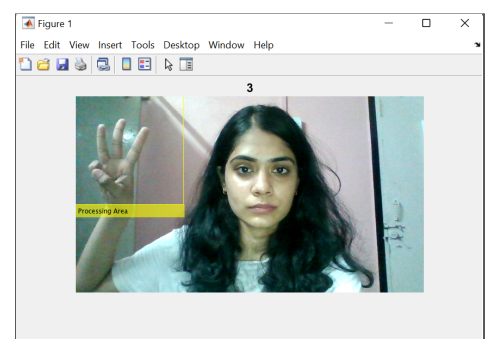 Figure 1
File Edit View Insert Tools Desktop Window Help
3
Processing Area